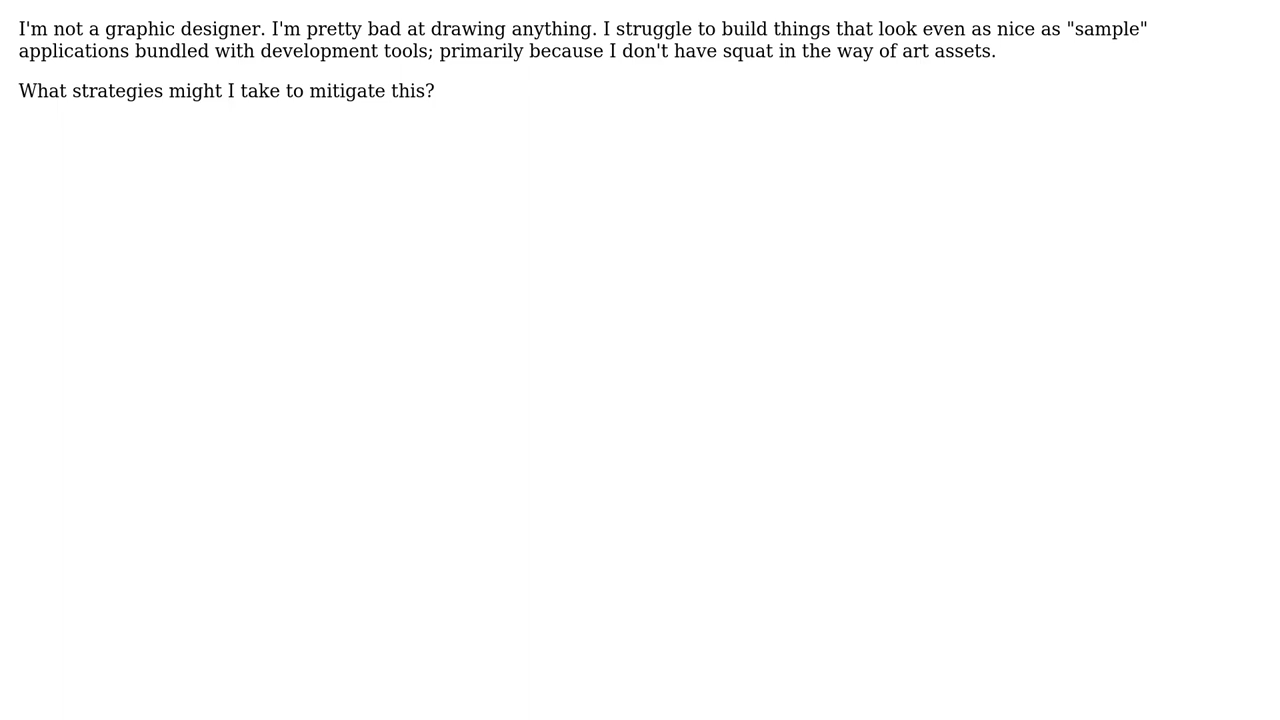 I'm not a graphic designer. I'm pretty bad at drawing anything. I struggle to build things that look even as nice as "sample"
applications bundled with development tools; primarily because I don't have squat in the way of art assets.
What strategies might I take to mitigate this?